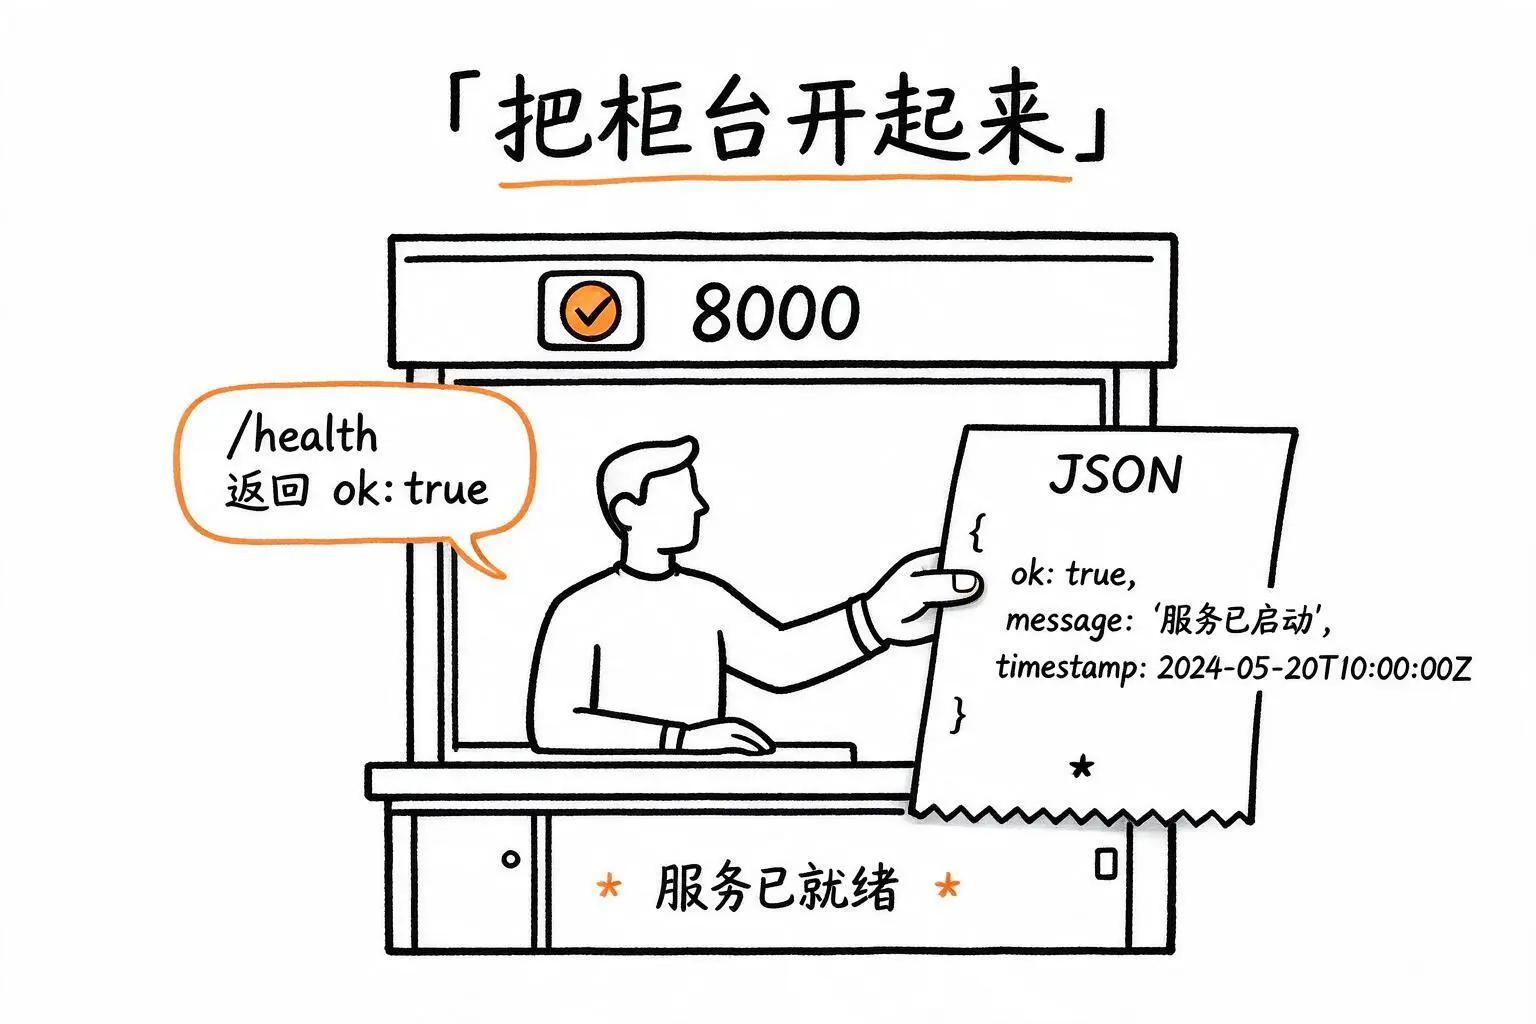 「把柜台开起来」
8000
/health
返回 ok: true
JSON
{
ok: true,
message: '服务已启动',
timestamp: 2024-05-20T10:00:00Z
}
*
* 服务已就绪 *